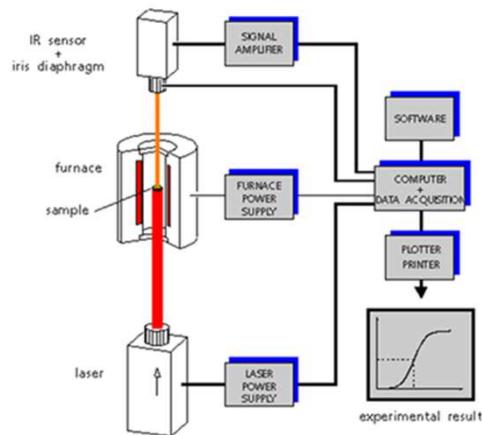 IR sensor
+
iris diaphragm
SIGNAL
AMPLIFIER
SOFTWARE
furnace
sample
FURNACE
POWER
SUPPLY
COMPUTER
+
DATA ACQUISITION
PLOTTER
PRINTER
laser
LASER
POWER
SUPPLY
experimental result